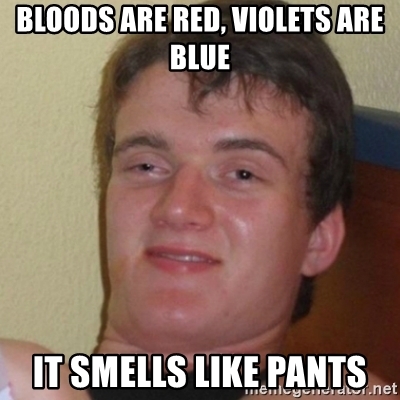 BLOODS ARE RED, VIOLETS ARE
BLUE
IT SMELLS LIKE PANTS
memegenerator.net